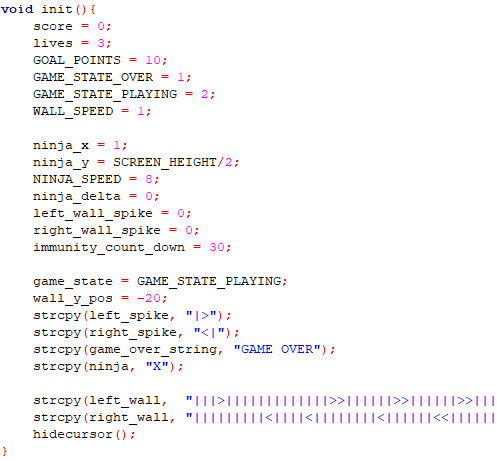 void init(){
score = 0;
lives = 3;
GOAL_POINTS = 10;
GAME_STATE_OVER = 1;
GAME_STATE_PLAYING = 2;
WALL_SPEED = 1;
ninja_x = 1;
ninja_y = SCREEN_HEIGHT/2;
NINJA_SPEED = 8;
ninja_delta = 0;
left_wall_spike = 0;
right_wall_spike = 0;
immunity_count_down = 30;
game_state = GAME_STATE_PLAYING;
wall_y_pos = -20;
strcpy(left_spike, "|>");
strcpy(right_spike, "<|");
strcpy(game_over_string, "GAME OVER");
strcpy(ninja, "X");
strcpy(left_wall,  "|||>|||||||||||||>>||||||>>||||||>>|||
strcpy(right_wall, "|||||||||<||||<||||||||<||||||<<||||||
hidecursor();
}